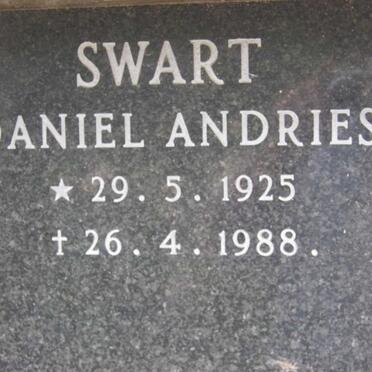 SWART
DANIEL ANDRIES
★ 29. 5. 1925
† 26. 4. 1988.